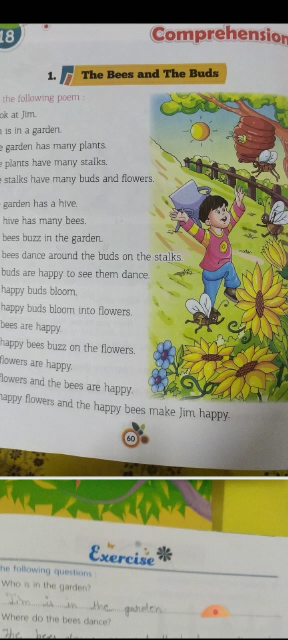 18
Comprehension
1. The Bees and The Buds
the following poem :
ok at Jim.
is in a garden.
garden has many plants.
plants have many stalks.
stalks have many buds and flowers.
garden has a hive.
hive has many bees.
bees buzz in the garden.
bees dance around the buds on the stalks.
buds are happy to see them dance.
happy buds bloom.
happy buds bloom into flowers.
bees are happy.
happy bees buzz on the flowers.
flowers are happy.
flowers and the bees are happy.
happy flowers and the happy bees make Jim happy.
60
Exercise
he following questions
Who is in the garden?
Jim is in the garden
Where do the bees dance?
The bees